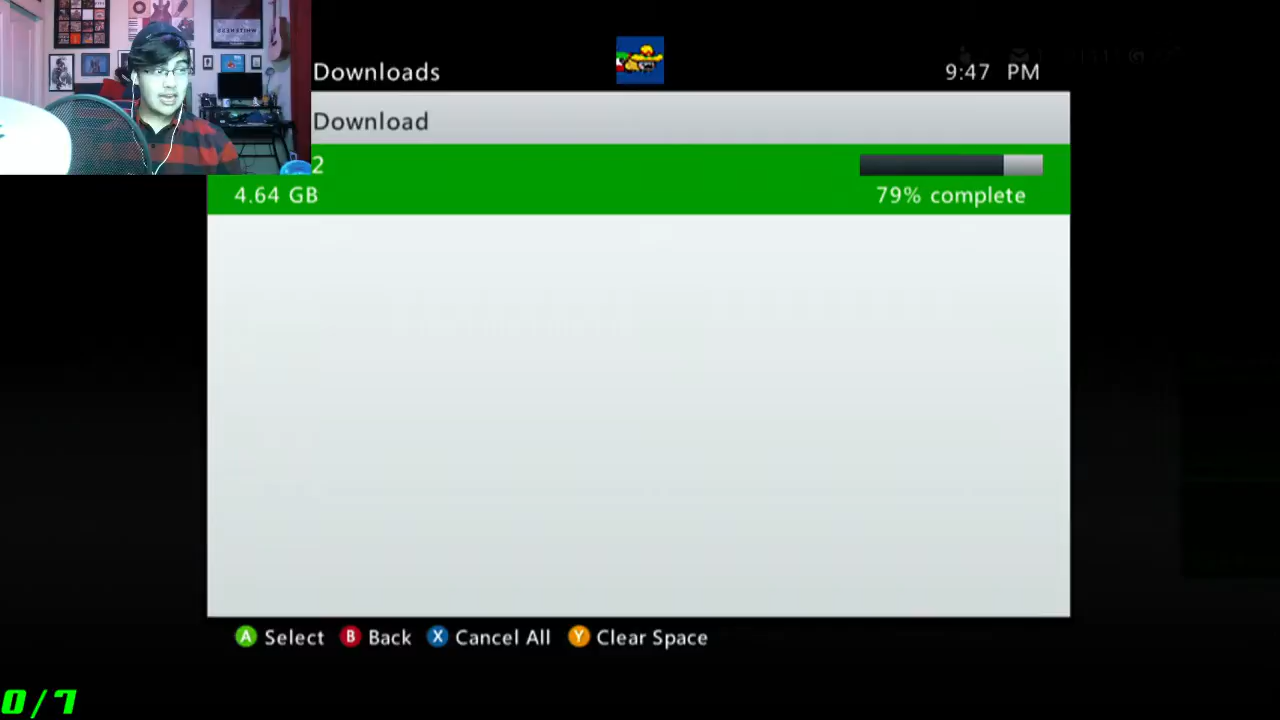 Downloads
9:47 PM
Download
2
4.64 GB
79% complete
A Select B Back X Cancel All Y Clear Space
0/7